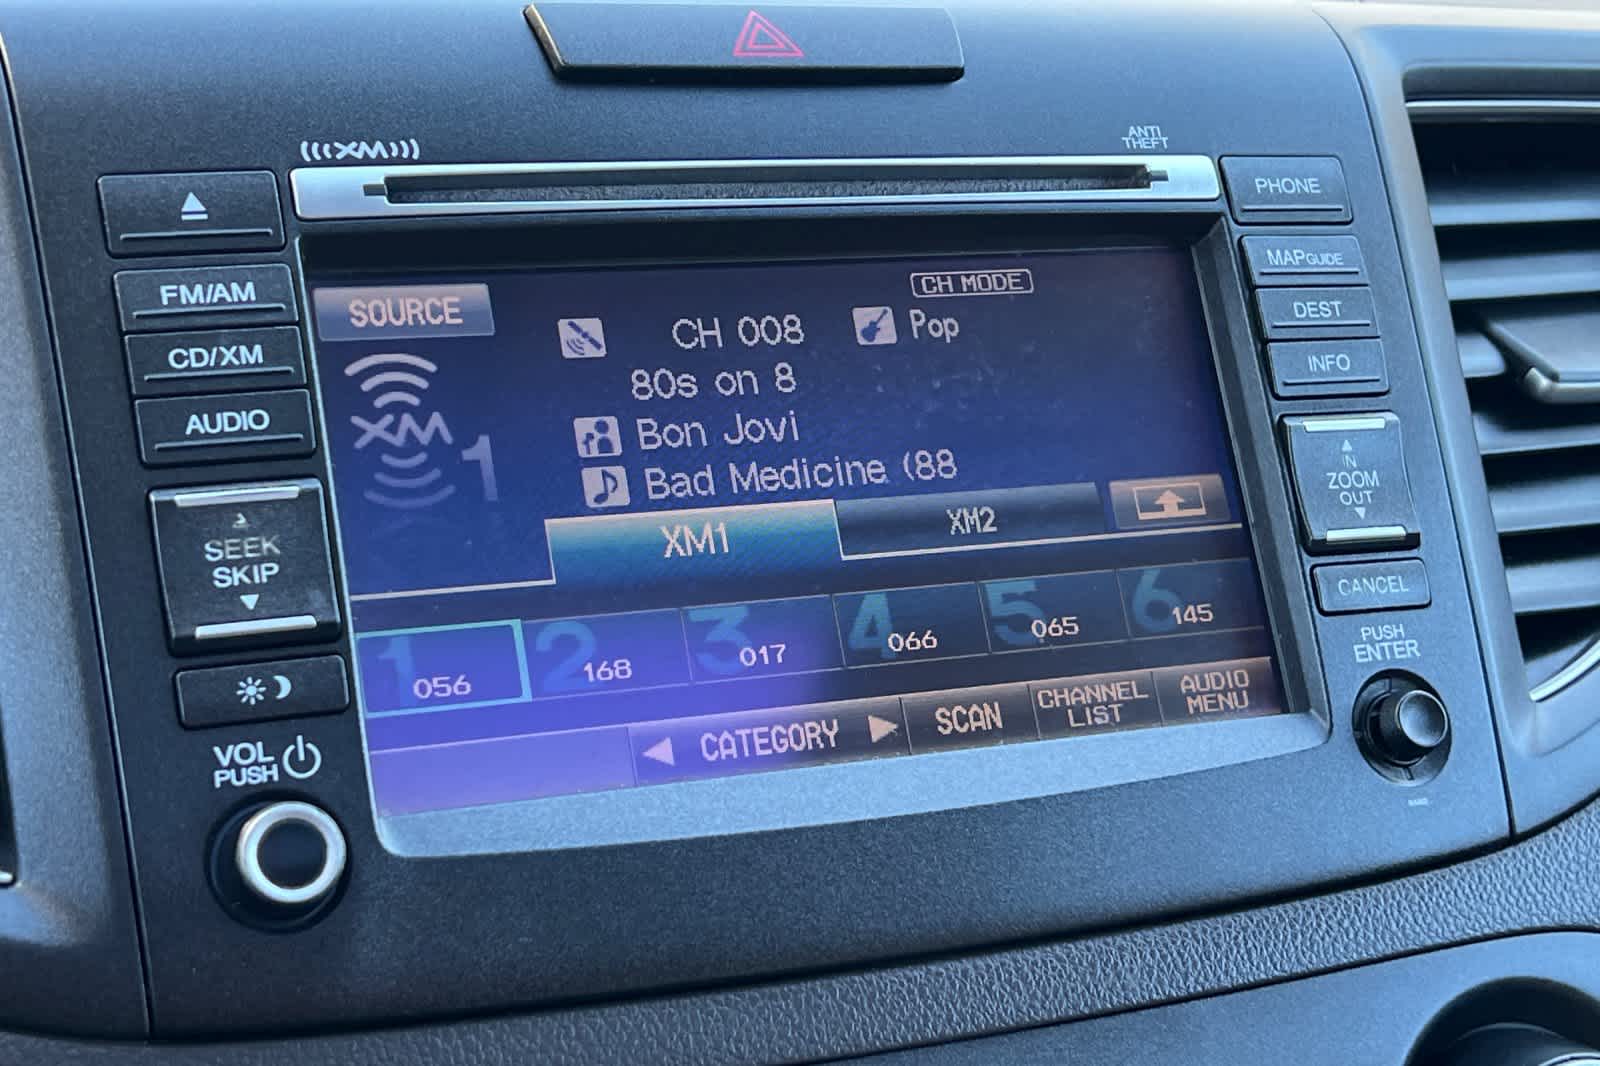 XM
ANTI
THEFT
PHONE
FM/AM
CD/XM
AUDIO
SEEK
SKIP
VOL
PUSH
SOURCE
CH MODE
CH 008
Pop
80s on 8
Bon Jovi
Bad Medicine (88
XM 1
XM1
XM2
1 056
2 168
3 017
4 066
5 065
6 145
CATEGORY
SCAN
CHANNEL
LIST
AUDIO
MENU
MAP GUIDE
DEST
INFO
IN
ZOOM
OUT
CANCEL
PUSH
ENTER